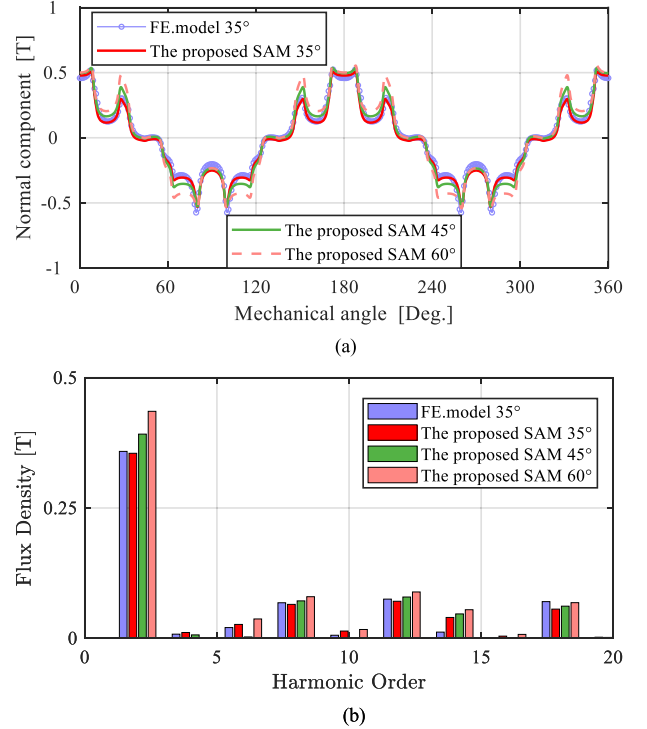 1
FE.model 35°
The proposed SAM 35°
0.5
0
-0.5
The proposed SAM 45°
The proposed SAM 60°
-1
0 60 120 180 240 300 360
Normal component [T]
Mechanical angle [Deg.]
(a)
0.5
FE.model 35°
The proposed SAM 35°
The proposed SAM 45°
The proposed SAM 60°
0.25
0
0 5 10 15 20
Flux Density [T]
Harmonic Order
(b)